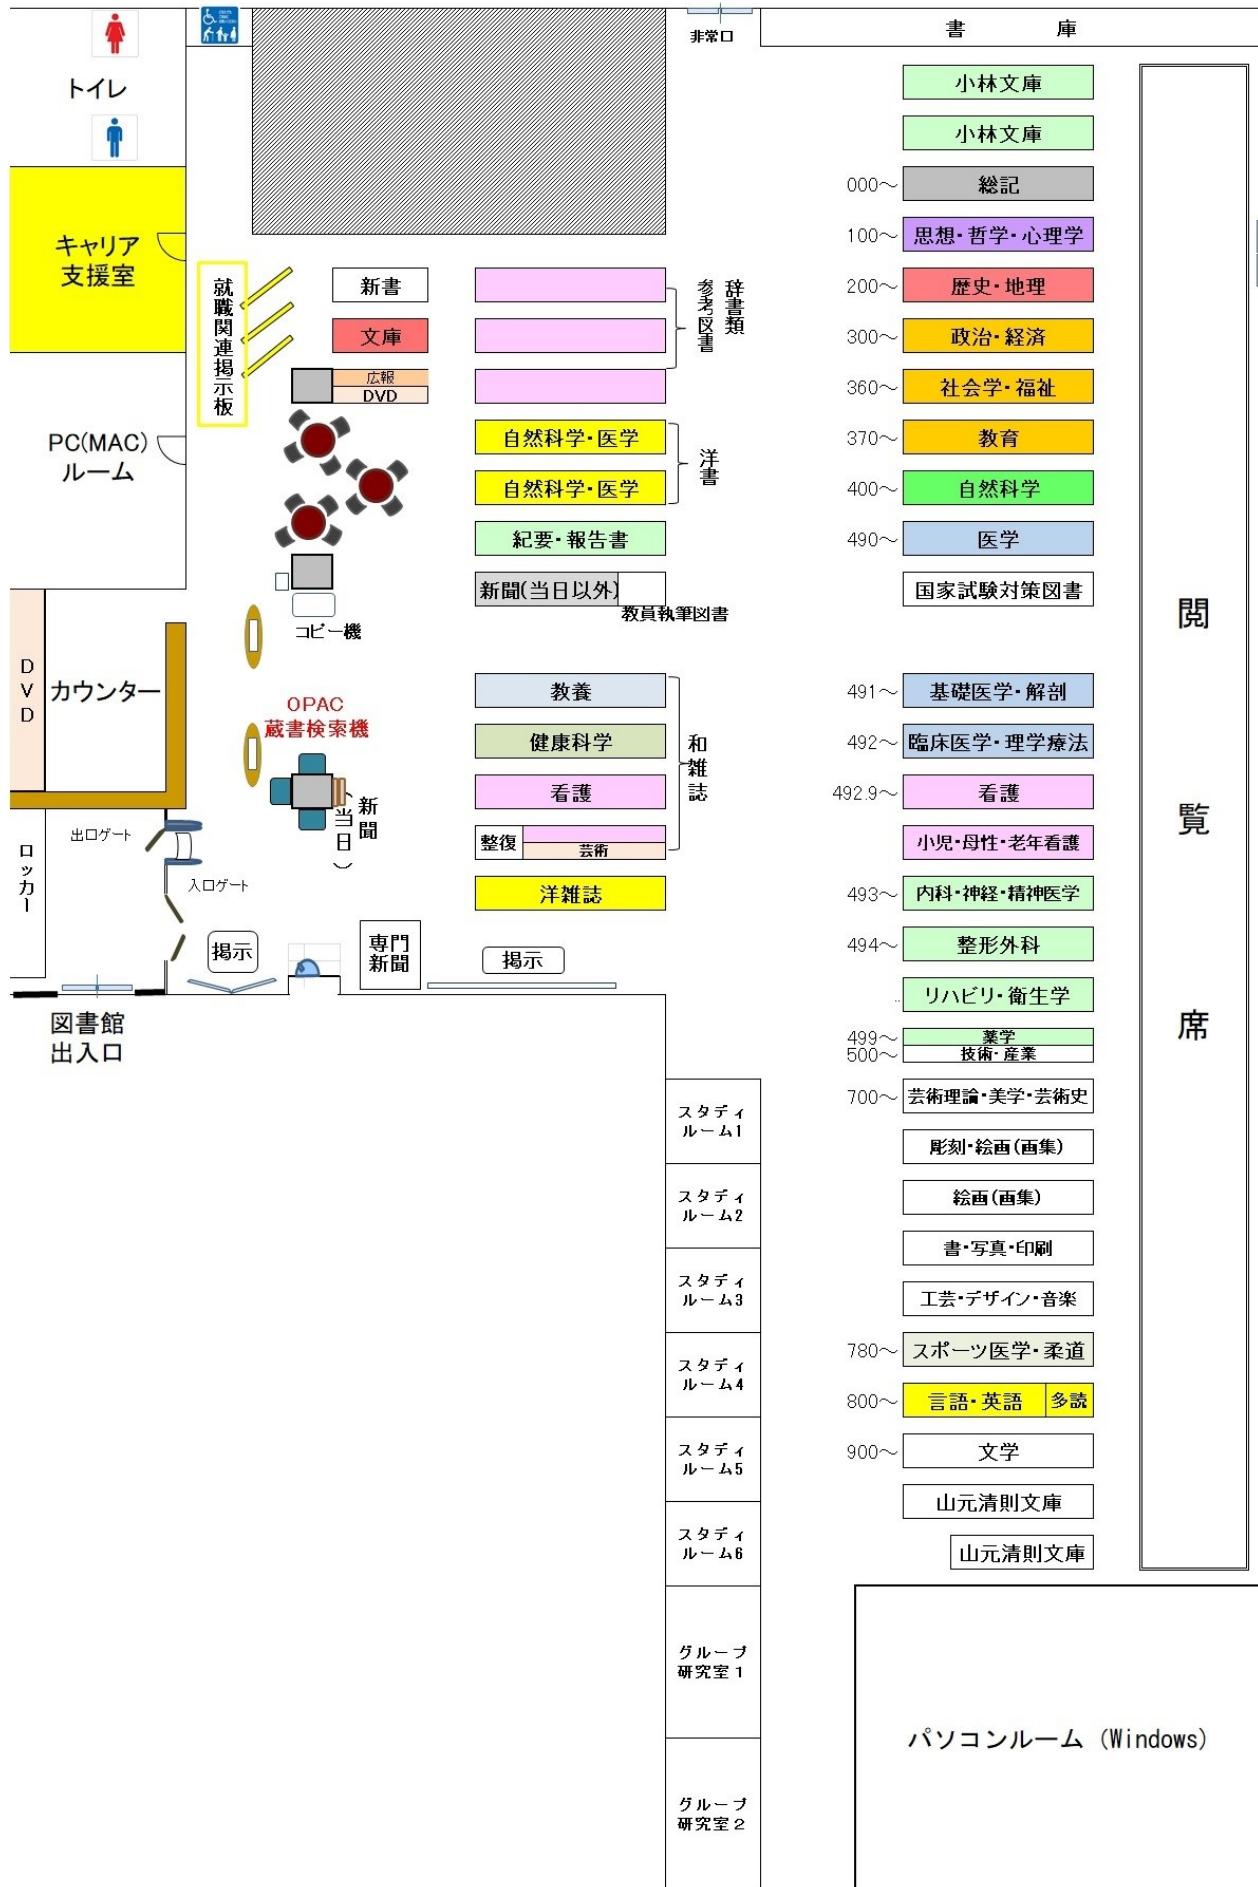 非常口
書 庫
トイレ
キャリア
支援室
就職関連掲示板
新書
文庫
広報
DVD
参考図書
辞書類
PC(MAC)
ルーム
自然科学・医学
自然科学・医学
洋書
紀要・報告書
新聞(当日以外)
教員執筆図書
コピー機
DVD
カウンター
OPAC
蔵書検索機
新聞
(当日)
教養
健康科学
看護
整復
芸術
和雑誌
洋雑誌
出口ゲート
入口ゲート
ロッカー
掲示
専門
新聞
掲示
図書館
出入口
小林文庫
小林文庫
000～ 総記
100～ 思想・哲学・心理学
200～ 歴史・地理
300～ 政治・経済
360～ 社会学・福祉
370～ 教育
400～ 自然科学
490～ 医学
国家試験対策図書
491～ 基礎医学・解剖
492～ 臨床医学・理学療法
492.9～ 看護
小児・母性・老年看護
493～ 内科・神経・精神医学
494～ 整形外科
リハビリ・衛生学
499～ 薬学
500～ 技術・産業
700～ 芸術理論・美学・芸術史
彫刻・絵画(画集)
絵画(画集)
書・写真・印刷
工芸・デザイン・音楽
780～ スポーツ医学・柔道
800～ 言語・英語 多読
900～ 文学
山元清則文庫
山元清則文庫
閲覧席
スタディ
ルーム1
スタディ
ルーム2
スタディ
ルーム3
スタディ
ルーム4
スタディ
ルーム5
スタディ
ルーム6
グループ
研究室1
グループ
研究室2
パソコンルーム (Windows)